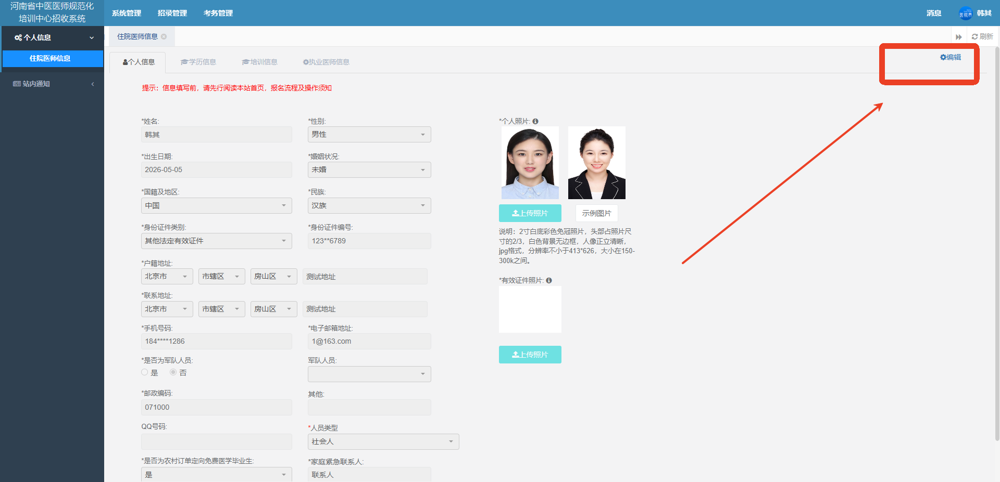 河南省中医医师规范化
培训中心招收系统
系统管理 招录管理 考务管理
消息 医视界 韩其
个人信息
住院医师信息
站内通知
住院医师信息
刷新
个人信息 学历信息 培训信息 执业医师信息
编辑
提示：信息填写前，请先行阅读本站首页，报名流程及操作须知
*姓名:
韩其
*性别:
男性
*出生日期:
2026-05-05
*婚姻状况:
未婚
*国籍及地区:
中国
*民族:
汉族
*身份证件类别:
其他法定有效证件
*身份证件编号:
123**6789
*户籍地址:
北京市 市辖区 房山区 测试地址
*联系地址:
北京市 市辖区 房山区 测试地址
*手机号码:
184****1286
*电子邮箱地址:
1@163.com
*是否为军队人员:
是 否
军队人员:
*邮政编码:
071000
其他:
QQ号码:
*人员类型
社会人
*是否为农村订单定向免费医学毕业生:
是
*家庭紧急联系人:
联系人
*个人照片:
上传照片 示例图片
说明：2寸白底彩色免冠照片，头部占照片尺
寸的2/3，白色背景无边框，人像正立清晰，
jpg格式，分辨率不小于413*626，大小在150-
300k之间。
*有效证件照片:
上传照片